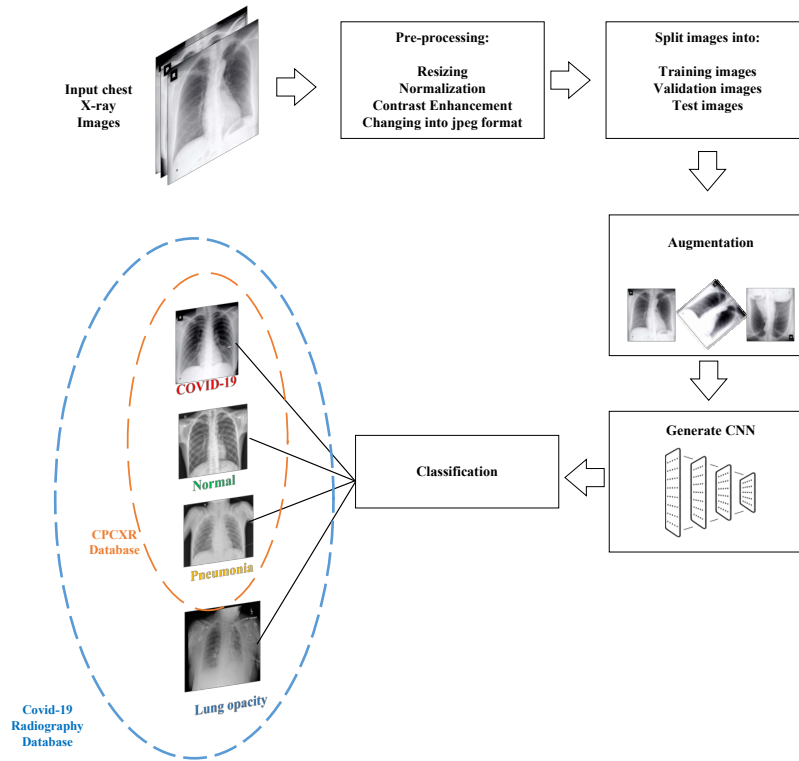 Input chest
X-ray
Images
Pre-processing:
Resizing
Normalization
Contrast Enhancement
Changing into jpeg format
Split images into:
Training images
Validation images
Test images
Augmentation
Generate CNN
Classification
COVID-19
Normal
Pneumonia
Lung opacity
CPCXR
Database
Covid-19
Radiography
Database